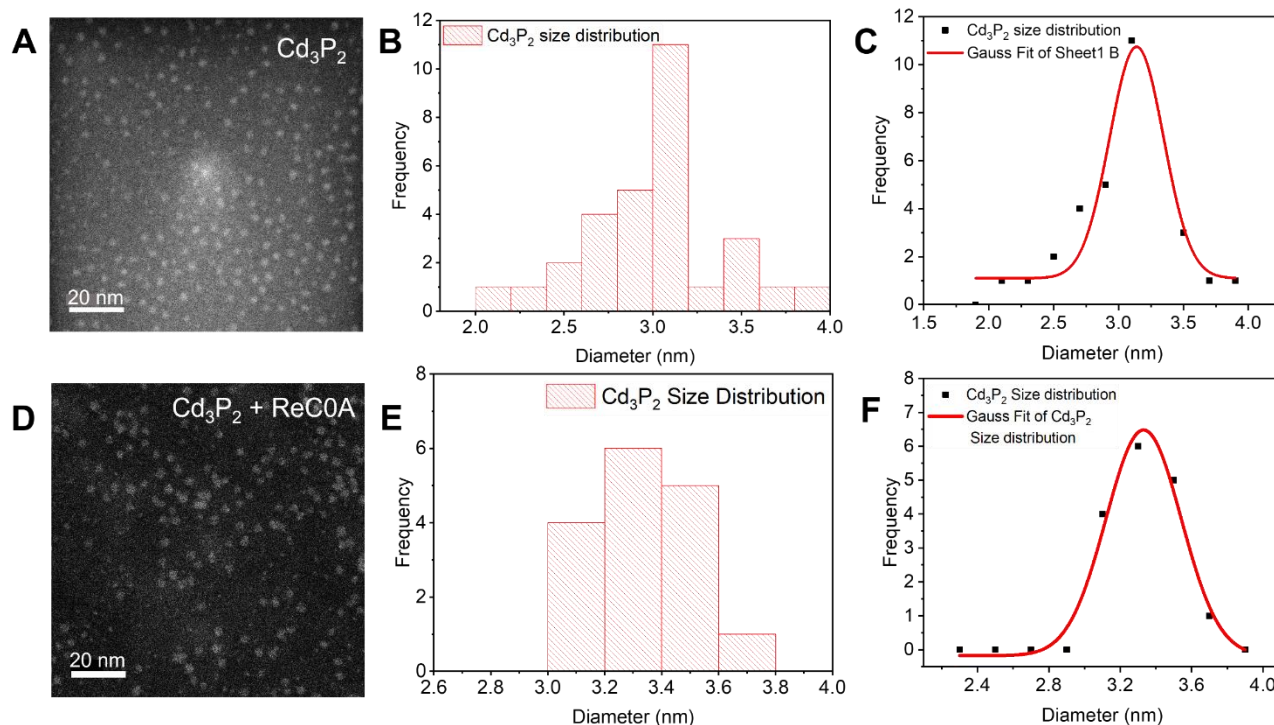 A
Cd₃P₂
20 nm
B
Cd₃P₂ size distribution
Frequency
12
10
8
6
4
2
0
2.0 2.5 3.0 3.5 4.0
Diameter (nm)
C
Cd₃P₂ size distribution
Gauss Fit of Sheet1 B
Frequency
12
10
8
6
4
2
0
1.5 2.0 2.5 3.0 3.5 4.0
Diameter (nm)
D
Cd₃P₂ + ReC0A
20 nm
E
Cd₃P₂ Size Distribution
Frequency
8
6
4
2
0
2.6 2.8 3.0 3.2 3.4 3.6 3.8 4.0
Diameter (nm)
F
Cd₃P₂ Size distribution
Gauss Fit of Cd₃P₂
Size distribution
Frequency
8
7
6
5
4
3
2
1
0
2.4 2.8 3.2 3.6 4.0
Diameter (nm)